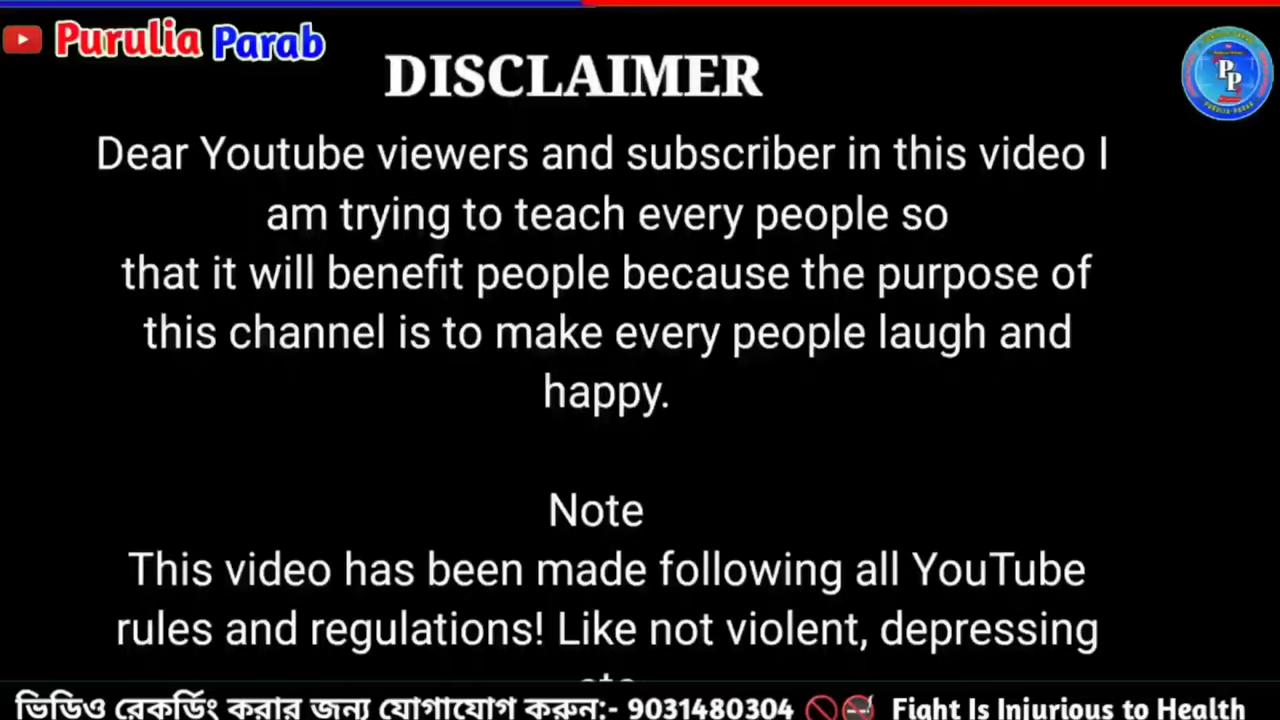 Purulia Parab
DISCLAIMER
PP
Dear Youtube viewers and subscriber in this video I
am trying to teach every people so
that it will benefit people because the purpose of
this channel is to make every people laugh and
happy.
Note
This video has been made following all YouTube
rules and regulations! Like not violent, depressing
ভিডিও রেকর্ডিং করার জন্য যোগাযোগ করুন:- 9031480304 Fight Is Injurious to Health